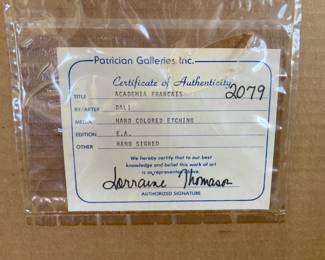 Patrician Galleries Inc.
Certificate of Authenticity
2079
TITLE ACADEMIA FRANCAIS
BY/AFTER DALI
MEDIA HAND COLORED ETCHING
EDITION E.A.
OTHER HAND SIGNED
We hereby certify that to our best
knowledge and belief this work of art
is as represented above.
Lorraine Thomason
AUTHORIZED SIGNATURE